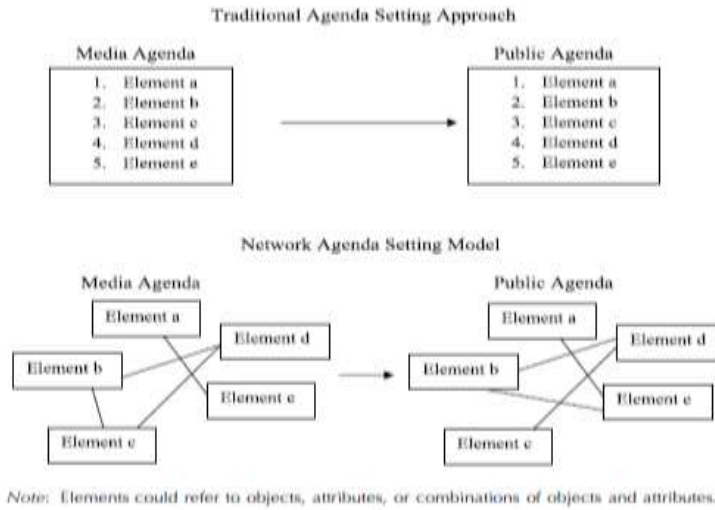 Traditional Agenda Setting Approach
Media Agenda
1. Element a
2. Element b
3. Element c
4. Element d
5. Element e
Public Agenda
1. Element a
2. Element b
3. Element c
4. Element d
5. Element e
Network Agenda Setting Model
Media Agenda
Element a
Element d
Element b
Element e
Element c
Public Agenda
Element a
Element d
Element b
Element e
Element c
Note: Elements could refer to objects, attributes, or combinations of objects and attributes.